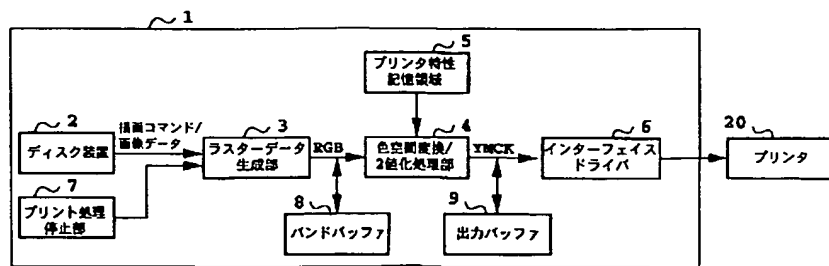 1
5
プリンタ特性
記憶領域
2
ディスク装置
描画コマンド/
画像データ
3
ラスターデータ
生成部
RGB
4
色空間変換/
2値化処理部
YMCK
6
インターフェイス
ドライバ
20
プリンタ
7
プリント処理
停止部
8
バンドバッファ
9
出力バッファ